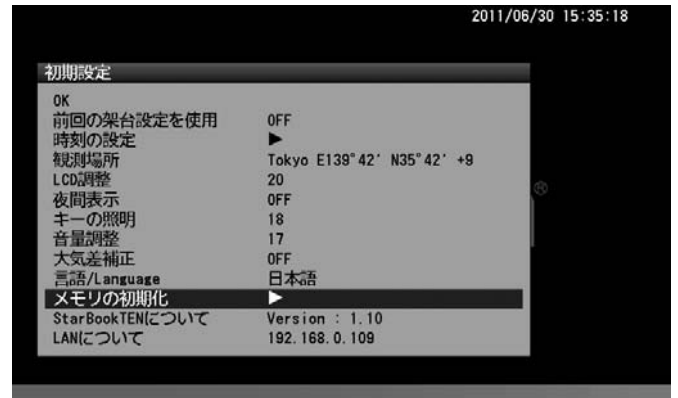 2011/06/30 15:35:18
初期設定
OK
前回の架台設定を使用 OFF
時刻の設定 ▶
観測場所 Tokyo E139°42′ N35°42′ +9
LCD調整 20
夜間表示 OFF
キーの照明 18
音量調整 17
大気差補正 OFF
言語/Language 日本語
メモリの初期化 ▶
StarBookTENについて Version : 1.10
LANについて 192.168.0.109
®